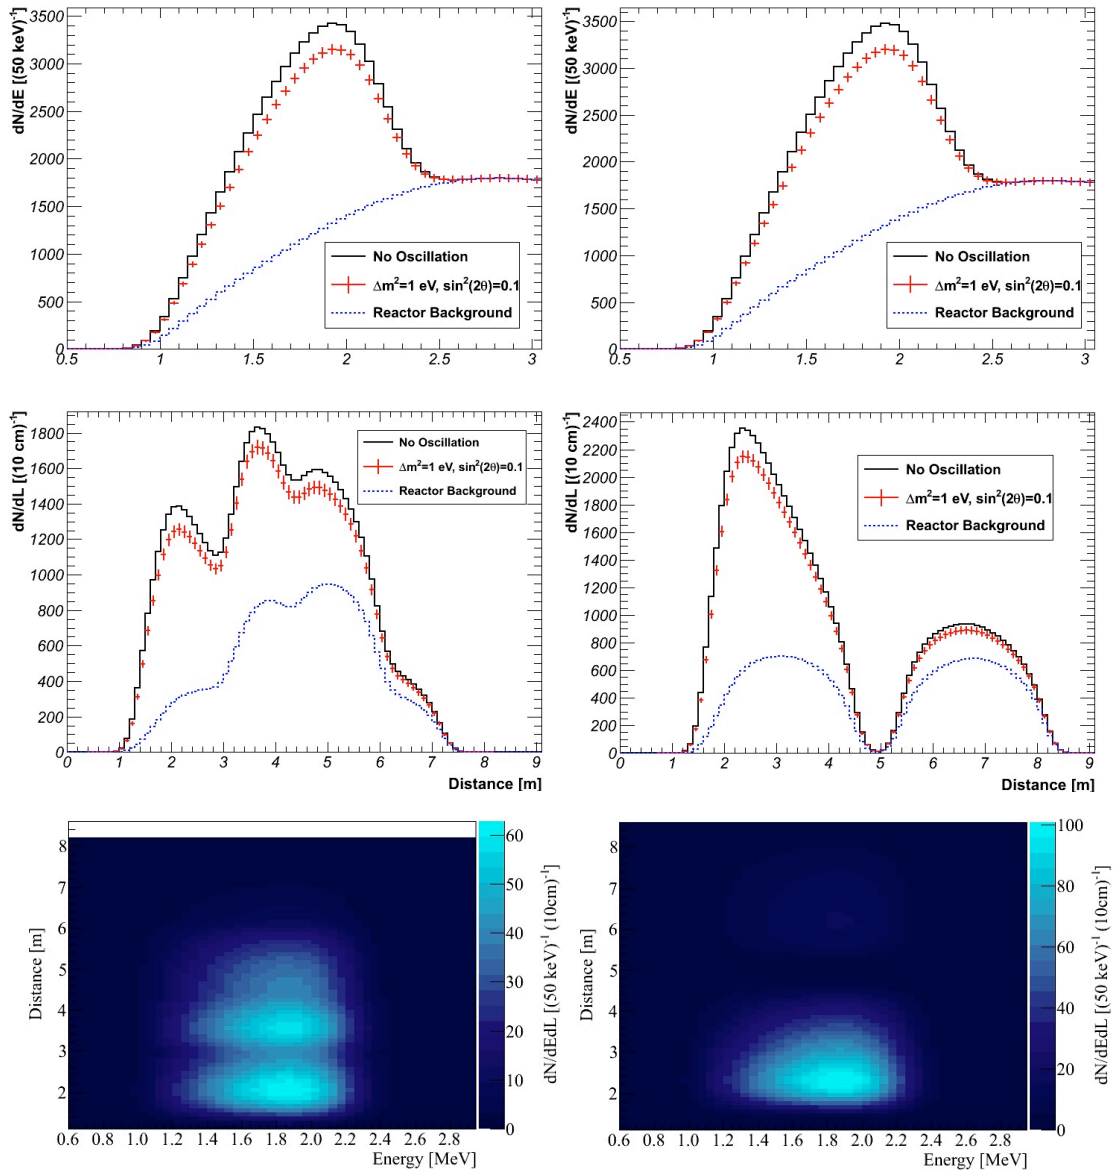 dN/dE [(50 keV)⁻¹
3500
3000
2500
2000
1500
1000
500
0
No Oscillation
Δm²=1 eV, sin²(2θ)=0.1
Reactor Background
0.5 1 1.5 2 2.5 3
dN/dE [(50 keV)⁻¹
3500
3000
2500
2000
1500
1000
500
0
No Oscillation
Δm²=1 eV, sin²(2θ)=0.1
Reactor Background
0.5 1 1.5 2 2.5 3
dN/dL [(10 cm)⁻¹]
1800
1600
1400
1200
1000
800
600
400
200
0
No Oscillation
Δm²=1 eV, sin²(2θ)=0.1
Reactor Background
0 1 2 3 4 5 6 7 8 9
Distance [m]
dN/dL [(10 cm)⁻¹]
2400
2200
2000
1800
1600
1400
1200
1000
800
600
400
200
0
No Oscillation
Δm²=1 eV, sin²(2θ)=0.1
Reactor Background
0 1 2 3 4 5 6 7 8 9
Distance [m]
Distance [m]
8
7
6
5
4
3
2
0.6 1.0 1.2 1.4 1.6 1.8 2.0 2.2 2.4 2.6 2.8
Energy [MeV]
60
50
40
30
20
10
0
dN/dEdL [(50 keV)⁻¹ (10cm)⁻¹]
Distance [m]
8
7
6
5
4
3
2
0.6 0.8 1.0 1.2 1.4 1.6 1.8 2.0 2.2 2.4 2.6 2.8
Energy [MeV]
100
80
60
40
20
0
dN/dEdL [(50 keV)⁻¹ (10cm)⁻¹]